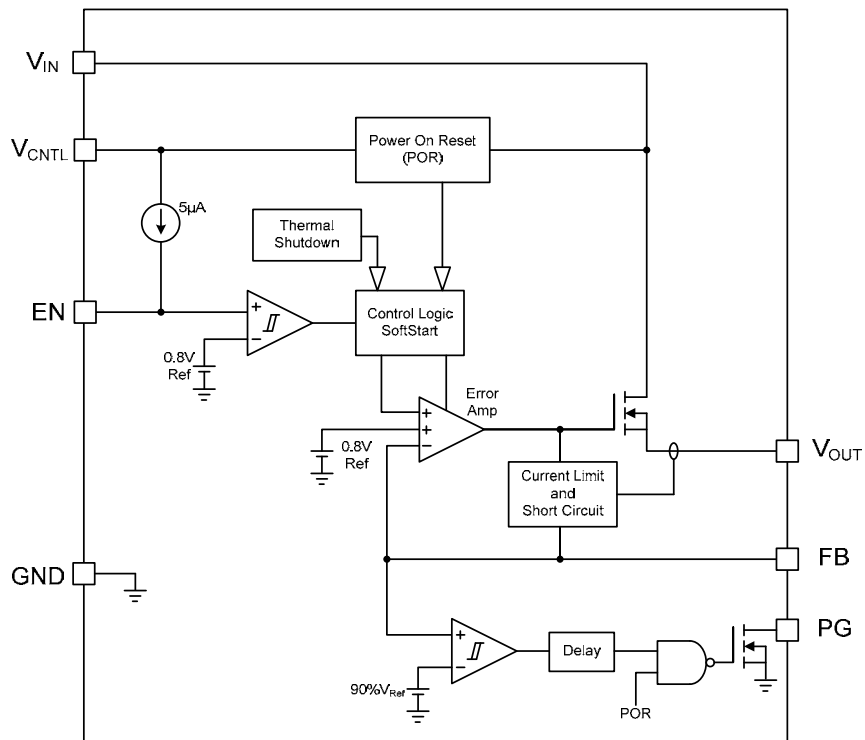 VIN
VCNTL
Power On Reset
(POR)
5µA
Thermal
Shutdown
EN
+
−
Control Logic
SoftStart
0.8V
Ref
Error
Amp
+
+
−
0.8V
Ref
VOUT
Current Limit
and
Short Circuit
GND
FB
PG
+
−
Delay
90%VRef
POR